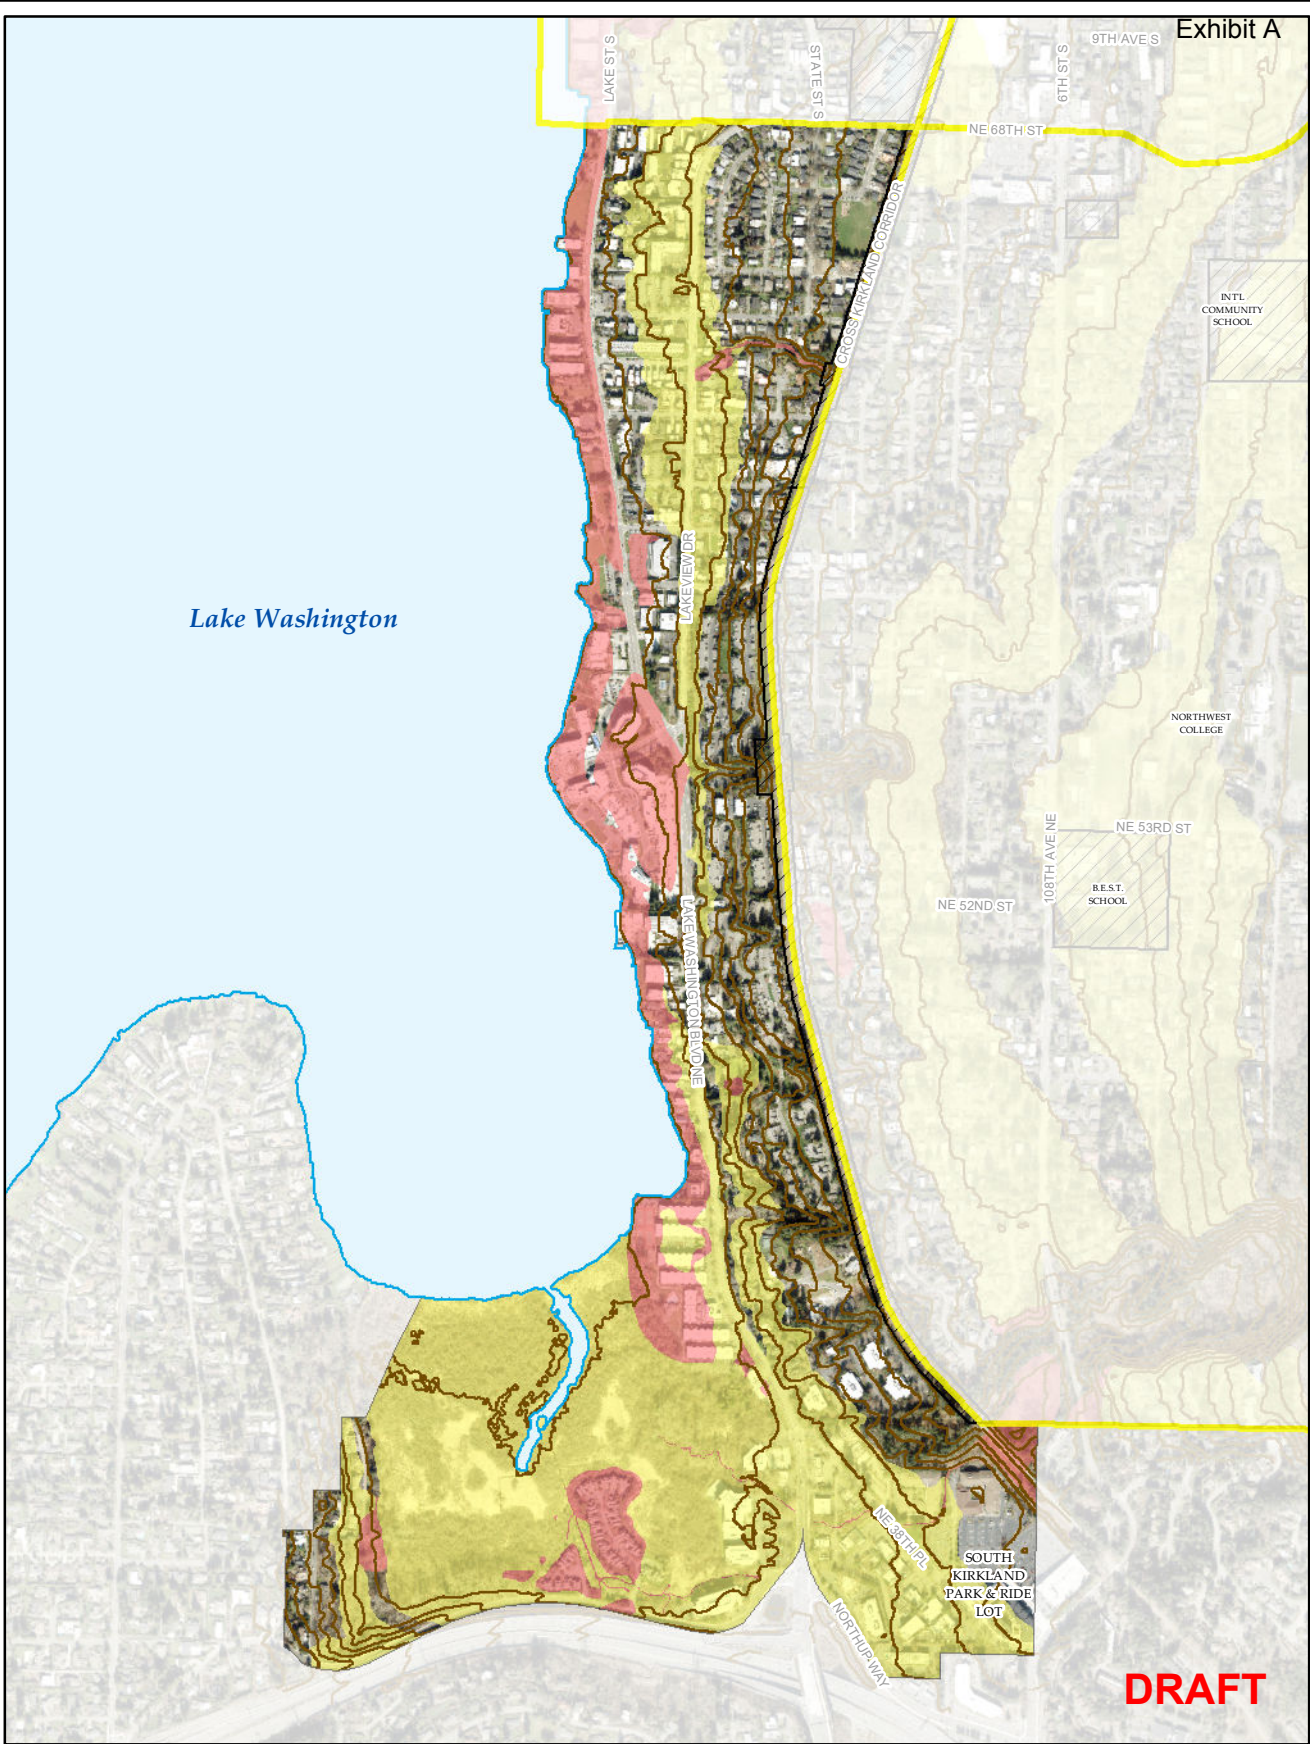 Exhibit A
9TH AVE S
LAKE ST S
STATE ST S
6TH ST S
NE 68TH ST
CROSS KIRKLAND CORRIDOR
INT'L
COMMUNITY
SCHOOL
LAKEVIEW DR
Lake Washington
NORTHWEST
COLLEGE
NE 53RD ST
108TH AVE NE
B.E.S.T.
SCHOOL
NE 52ND ST
LAKE WASHINGTON BLVD NE
NE 38TH PL
SOUTH
KIRKLAND
PARK & RIDE
LOT
NORTHUP WAY
DRAFT